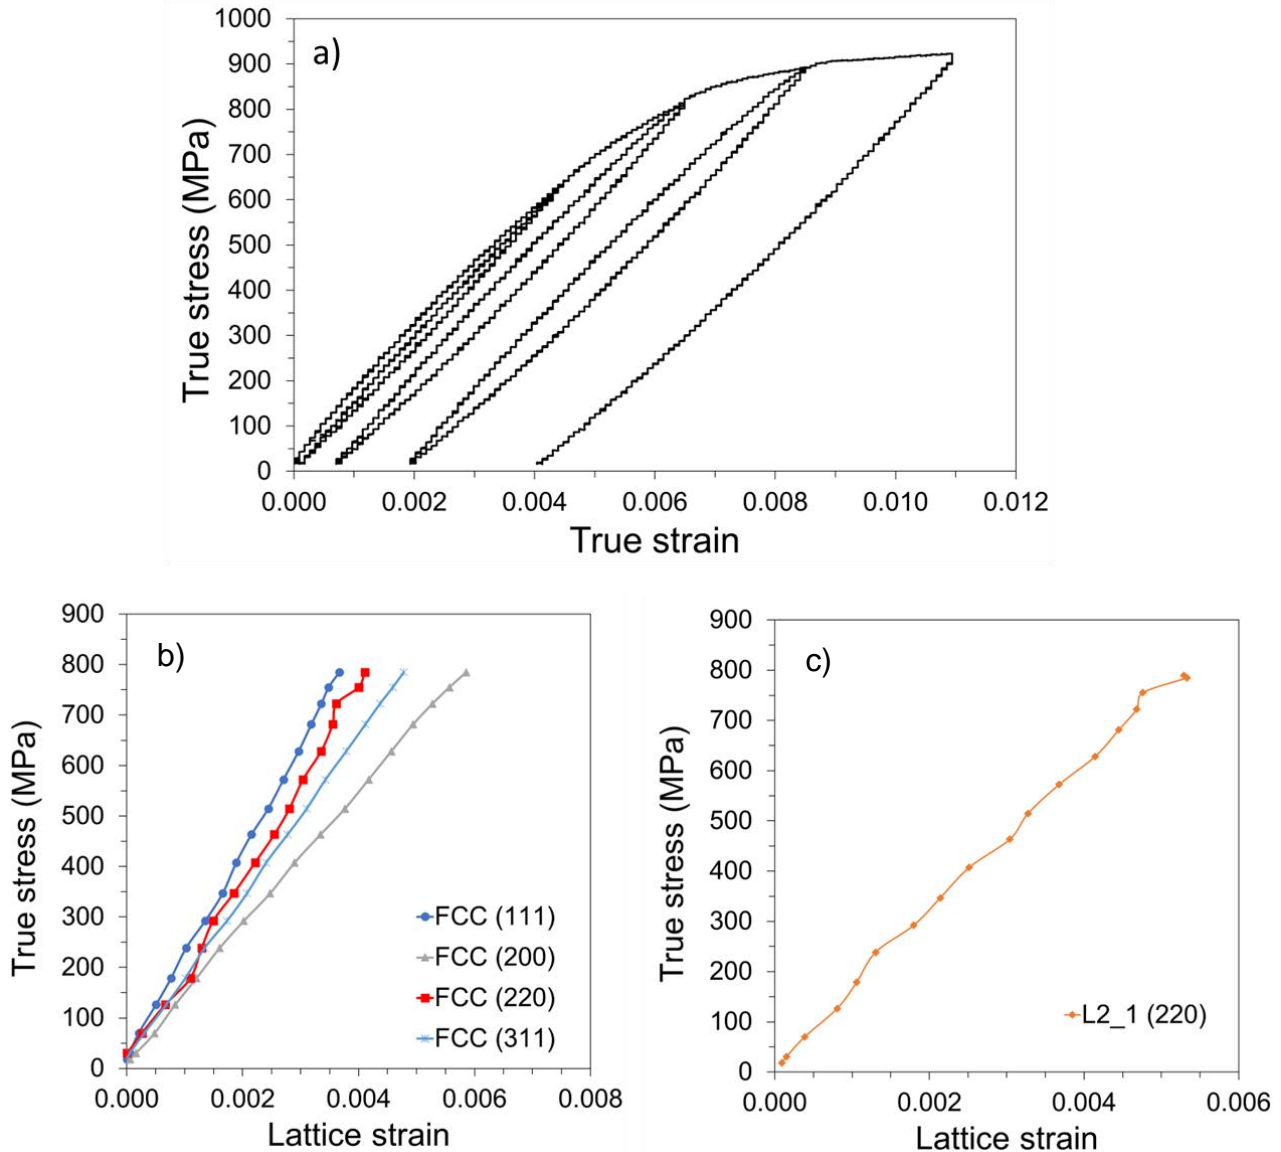 a)
True stress (MPa)
1000
900
800
700
600
500
400
300
200
100
0
0.000 0.002 0.004 0.006 0.008 0.010 0.012
True strain
b)
True stress (MPa)
900
800
700
600
500
400
300
200
100
0
FCC (111)
FCC (200)
FCC (220)
FCC (311)
0.000 0.002 0.004 0.006 0.008
Lattice strain
c)
True stress (MPa)
900
800
700
600
500
400
300
200
100
0
L2_1 (220)
0.000 0.002 0.004 0.006
Lattice strain